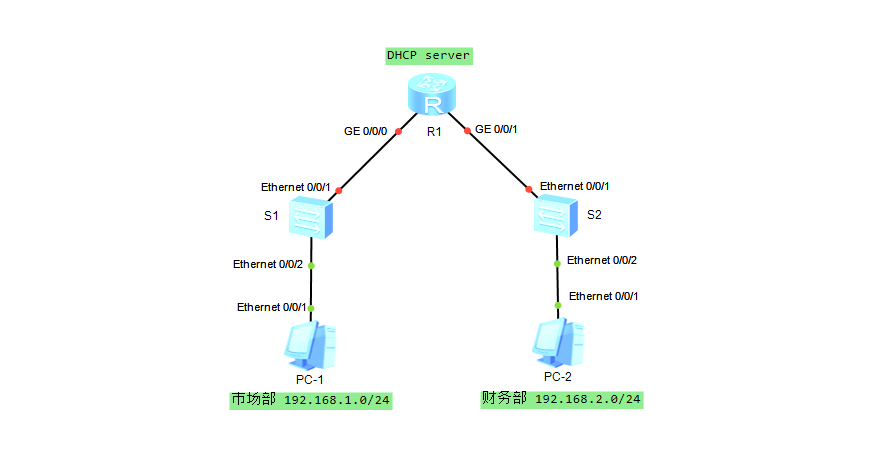 DHCP server
R
R1
GE 0/0/0
GE 0/0/1
Ethernet 0/0/1
Ethernet 0/0/1
S1
S2
Ethernet 0/0/2
Ethernet 0/0/2
Ethernet 0/0/1
Ethernet 0/0/1
PC-1
PC-2
市场部 192.168.1.0/24
财务部 192.168.2.0/24